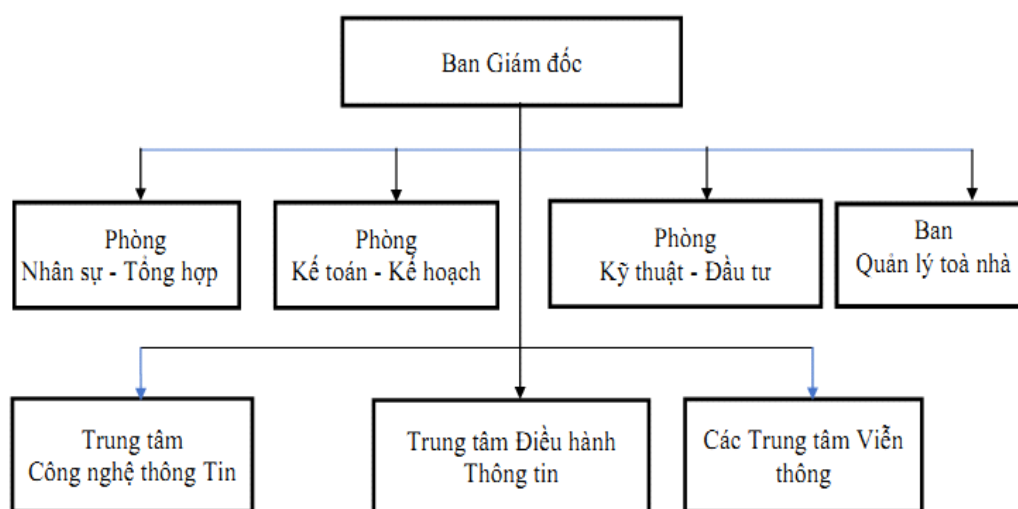 Ban Giám đốc
Phòng
Nhân sự - Tổng hợp
Phòng
Kế toán - Kế hoạch
Phòng
Kỹ thuật - Đầu tư
Ban
Quản lý toà nhà
Trung tâm
Công nghệ thông Tin
Trung tâm Điều hành
Thông tin
Các Trung tâm Viễn
thông